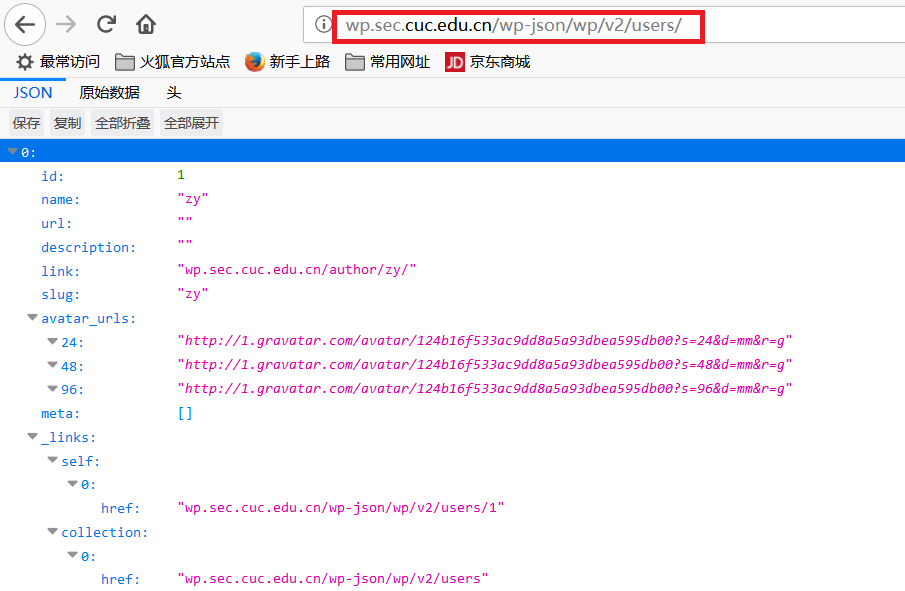 wp.sec.cuc.edu.cn/wp-json/wp/v2/users/
最常访问 火狐官方站点 新手上路 常用网址 JD 京东商城
JSON 原始数据 头
保存 复制 全部折叠 全部展开
0:
id: 1
name: "zy"
url: ""
description: ""
link: "wp.sec.cuc.edu.cn/author/zy/"
slug: "zy"
avatar_urls:
24: "http://1.gravatar.com/avatar/124b16f533ac9dd8a5a93dbea595db00?s=24&d=mm&r=g"
48: "http://1.gravatar.com/avatar/124b16f533ac9dd8a5a93dbea595db00?s=48&d=mm&r=g"
96: "http://1.gravatar.com/avatar/124b16f533ac9dd8a5a93dbea595db00?s=96&d=mm&r=g"
meta: []
_links:
self:
0:
href: "wp.sec.cuc.edu.cn/wp-json/wp/v2/users/1"
collection:
0:
href: "wp.sec.cuc.edu.cn/wp-json/wp/v2/users"